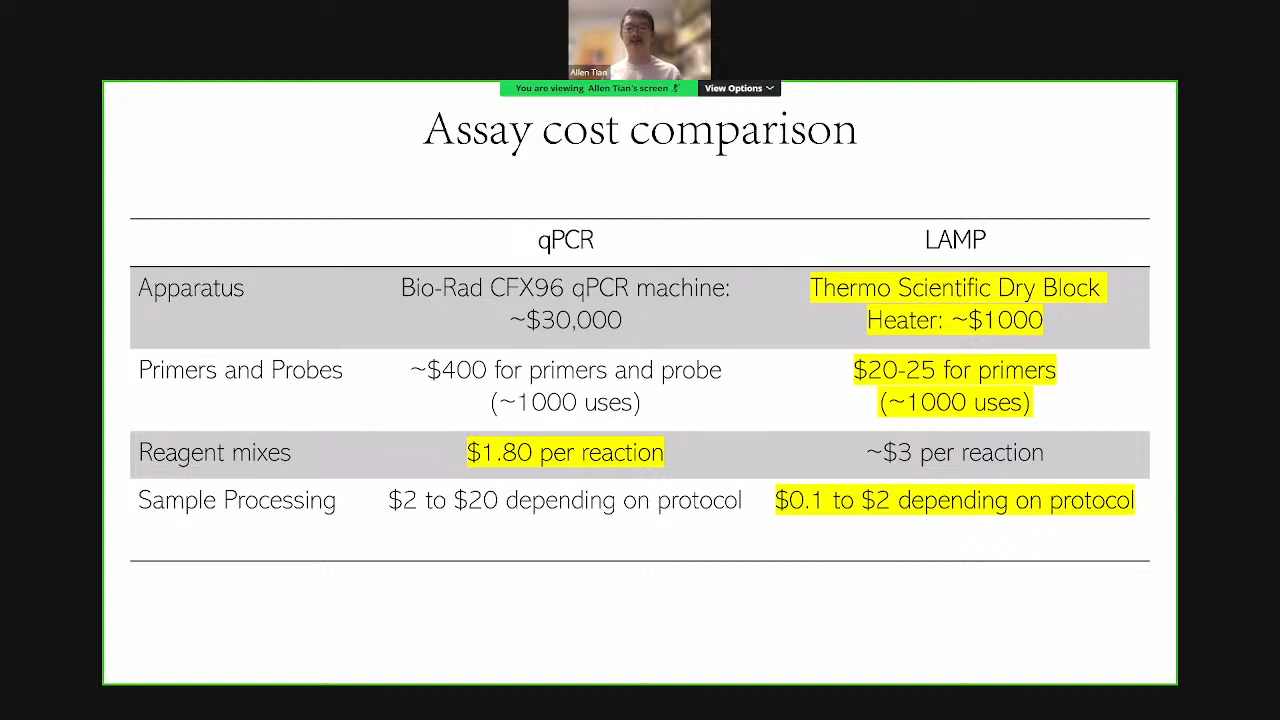 Allen Tian
You are viewing Allen Tian's screen
View Options
Assay cost comparison
qPCR
LAMP
Apparatus
Bio-Rad CFX96 qPCR machine:
~$30,000
Thermo Scientific Dry Block
Heater: ~$1000
Primers and Probes
~$400 for primers and probe
(~1000 uses)
$20-25 for primers
(~1000 uses)
Reagent mixes
$1.80 per reaction
~$3 per reaction
Sample Processing
$2 to $20 depending on protocol
$0.1 to $2 depending on protocol